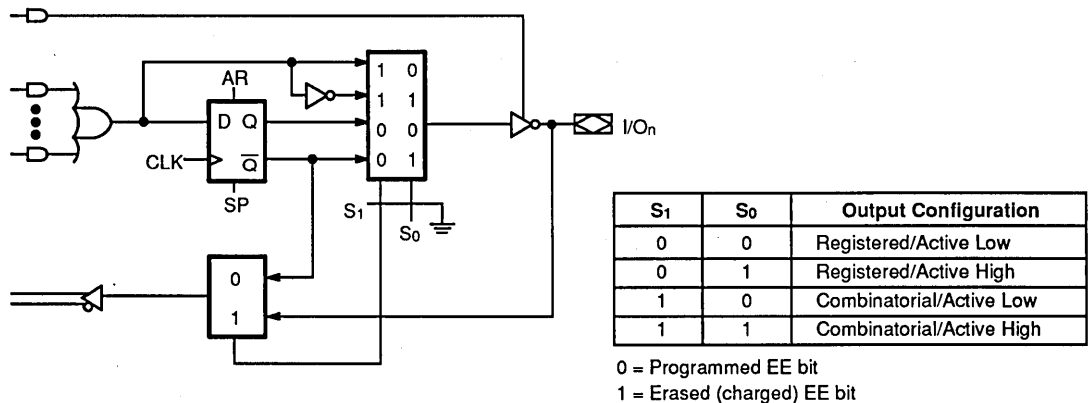 AR
D Q
CLK
Q
SP
1 0
1 1
0 0
0 1
S1
S0
I/On
0
1
S1 S0 Output Configuration
0 0 Registered/Active Low
0 1 Registered/Active High
1 0 Combinatorial/Active Low
1 1 Combinatorial/Active High
0 = Programmed EE bit
1 = Erased (charged) EE bit